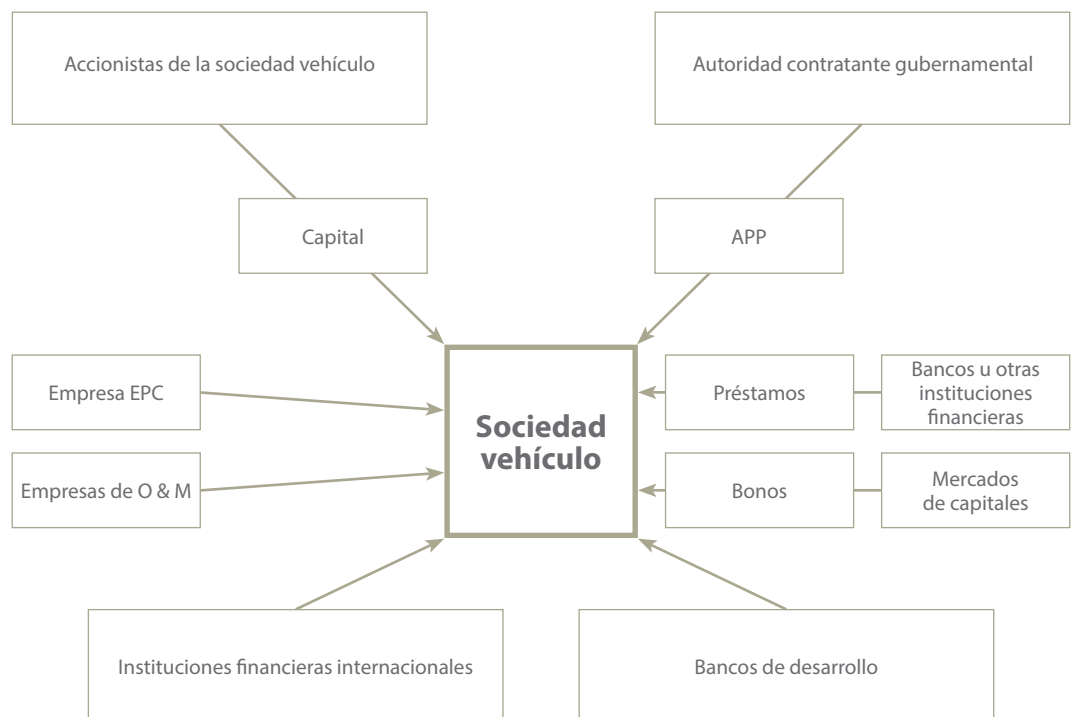 Accionistas de la sociedad vehículo
Autoridad contratante gubernamental
Capital
APP
Empresa EPC
Sociedad
vehículo
Préstamos
Bancos u otras
instituciones
financieras
Empresas de O & M
Bonos
Mercados
de capitales
Instituciones financieras internacionales
Bancos de desarrollo